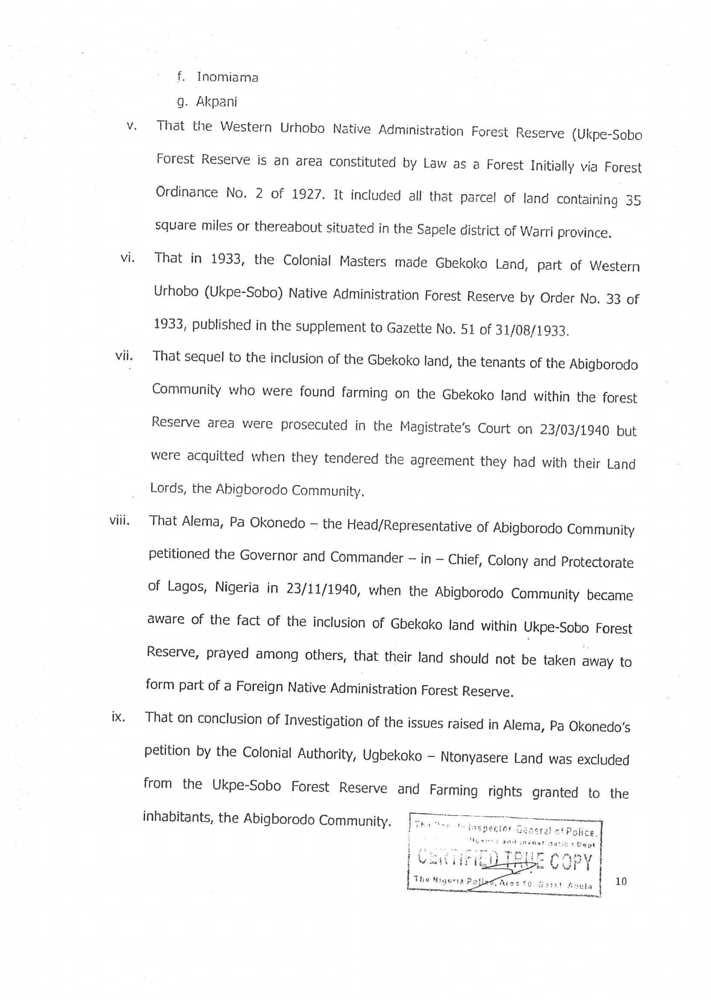 f. Inomiama
g. Akpani
v. That the Western Urhobo Native Administration Forest Reserve (Ukpe-Sobo
Forest Reserve is an area constituted by Law as a Forest Initially via Forest
Ordinance No. 2 of 1927. It included all that parcel of land containing 35
square miles or thereabout situated in the Sapele district of Warri province.
vi. That in 1933, the Colonial Masters made Gbekoko Land, part of Western
Urhobo (Ukpe-Sobo) Native Administration Forest Reserve by Order No. 33 of
1933, published in the supplement to Gazette No. 51 of 31/08/1933.
vii. That sequel to the inclusion of the Gbekoko land, the tenants of the Abigborodo
Community who were found farming on the Gbekoko land within the forest
Reserve area were prosecuted in the Magistrate's Court on 23/03/1940 but
were acquitted when they tendered the agreement they had with their Land
Lords, the Abigborodo Community.
viii. That Alema, Pa Okonedo – the Head/Representative of Abigborodo Community
petitioned the Governor and Commander – in – Chief, Colony and Protectorate
of Lagos, Nigeria in 23/11/1940, when the Abigborodo Community became
aware of the fact of the inclusion of Gbekoko land within Ukpe-Sobo Forest
Reserve, prayed among others, that their land should not be taken away to
form part of a Foreign Native Administration Forest Reserve.
ix. That on conclusion of Investigation of the issues raised in Alema, Pa Okonedo's
petition by the Colonial Authority, Ugbekoko – Ntonyasere Land was excluded
from the Ukpe-Sobo Forest Reserve and Farming rights granted to the
inhabitants, the Abigborodo Community.
The Inspector-General of Police,
and Investigation Dept
CERTIFIED TRUE COPY
The Nigeria Police, Area 10, Garki Abuja
10